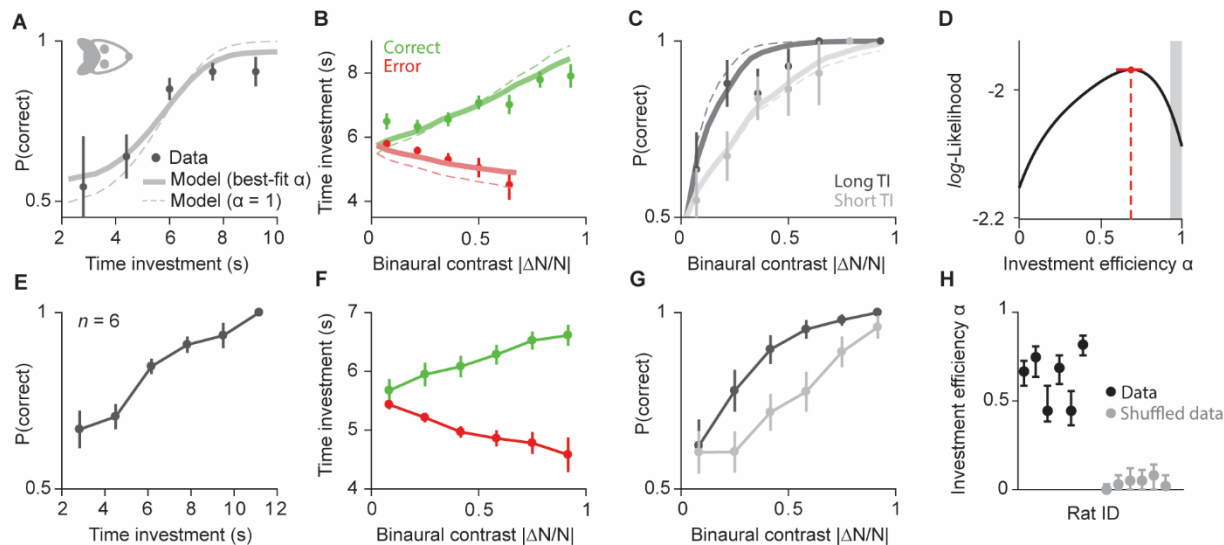 A
P(correct)
1
0.5
2 4 6 8 10
Time investment (s)
Data
Model (best-fit α)
Model (α = 1)
B
Time investment (s)
10
8
6
4
0 0.5 1
Binaural contrast |ΔN/N|
Correct
Error
C
P(correct)
1
0.5
0 0.5 1
Binaural contrast |ΔN/N|
Long TI
Short TI
D
log-Likelihood
-2
-2.2
0 0.5 1
Investment efficiency α
E
n = 6
P(correct)
1
0.5
2 4 6 8 10 12
Time investment (s)
F
Time investment (s)
7
6
5
4
0 0.5 1
Binaural contrast |ΔN/N|
G
P(correct)
1
0.5
0 0.5 1
Binaural contrast |ΔN/N|
H
Investment efficiency α
1
0.5
0
Data
Shuffled data
Rat ID